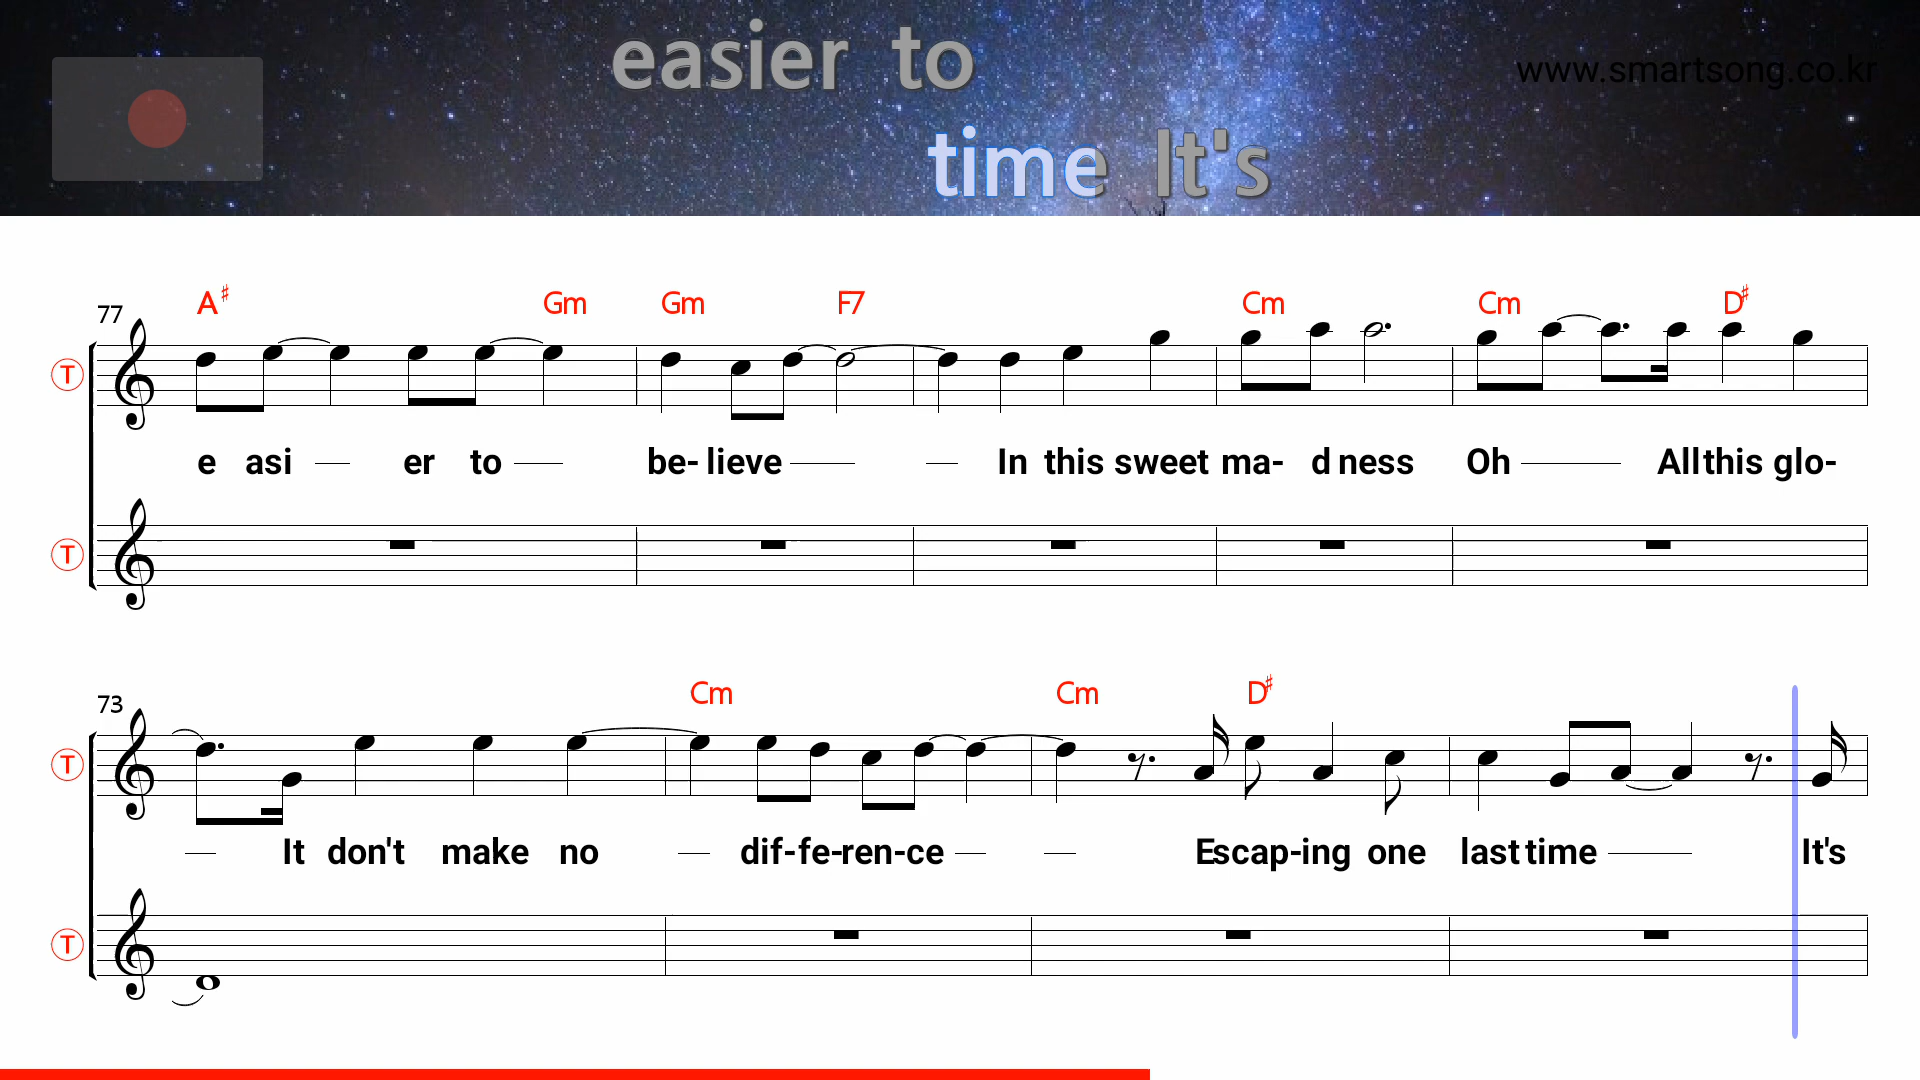 easier to
www.smartsong.co.kr
time It's
77 A♯ Gm Gm F7 Cm Cm D♯
T
e asi er to be- lieve In this sweet ma- d ness Oh All this glo-
T
73 Cm Cm D♯
T
It don't make no dif-fe-ren-ce Escap-ing one last time It's
T